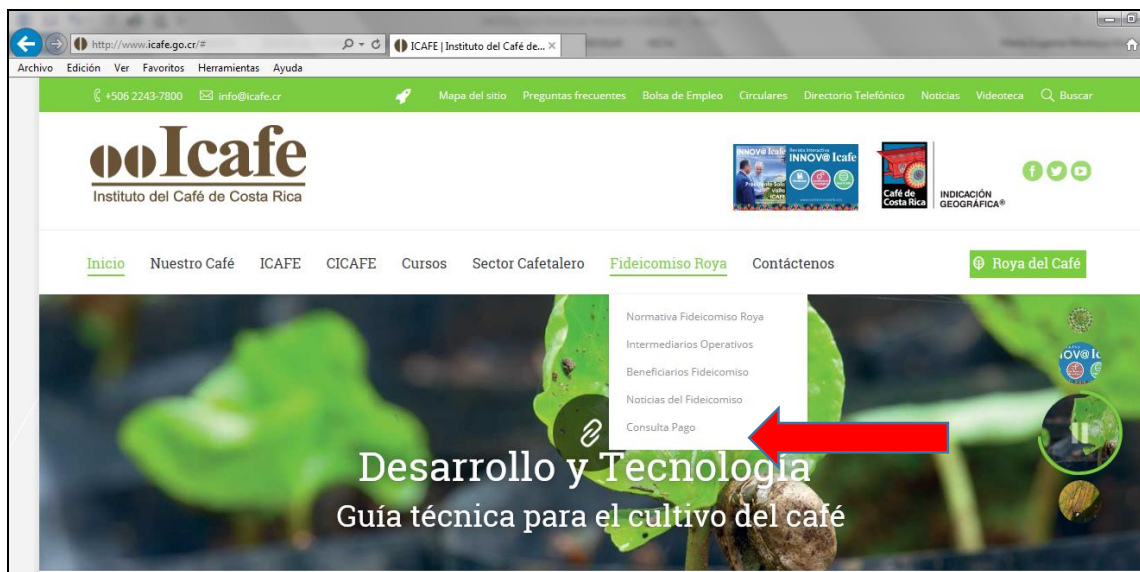 http://www.icafe.go.cr/#
ICAFE | Instituto del Café de...
Archivo Edición Ver Favoritos Herramientas Ayuda
+506 2243-7800 info@icafe.cr Mapa del sitio Preguntas frecuentes Bolsa de Empleo Circulares Directorio Telefónico Noticias Videoteca Buscar
Icafe
Instituto del Café de Costa Rica
INNOV@ Icafe
Revista Interactiva
INNOV@ Icafe
Café de
Costa Rica
INDICACIÓN
GEOGRÁFICA®
Inicio Nuestro Café ICAFE CICAFE Cursos Sector Cafetalero Fideicomiso Roya Contáctenos Roya del Café
Normativa Fideicomiso Roya
Intermediarios Operativos
Beneficiarios Fideicomiso
Noticias del Fideicomiso
Consulta Pago
Desarrollo y Tecnología
Guía técnica para el cultivo del café